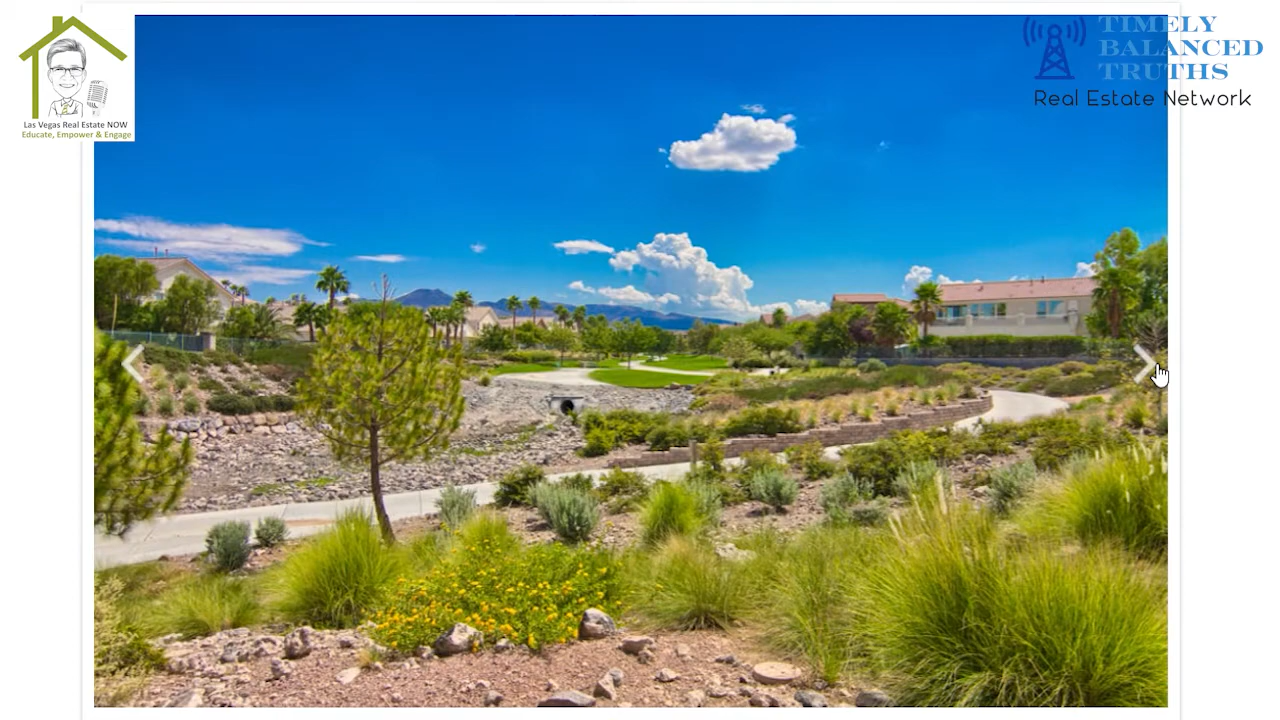 Las Vegas Real Estate NOW
Educate, Empower & Engage
TIMELY
BALANCED
TRUTHS
Real Estate Network